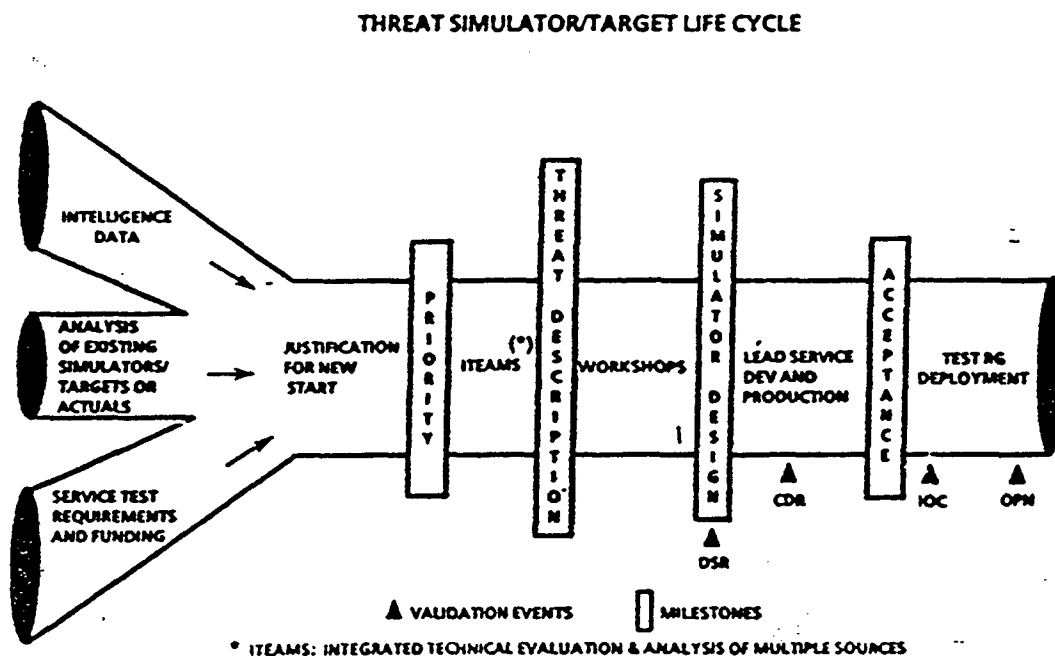 THREAT SIMULATOR/TARGET LIFE CYCLE
INTELLIGENCE
DATA
ANALYSIS
OF EXISTING
SIMULATORS/
TARGETS OR
ACTUALS
SERVICE TEST
REQUIREMENTS
AND FUNDING
JUSTIFICATION
FOR NEW
START
PRIORITY
ITEAMS
(*)
THREAT DESCRIPTION
WORKSHOPS
SIMULATOR DESIGN
LEAD SERVICE
DEV AND
PRODUCTION
ACCEPTANCE
TEST RG
DEPLOYMENT
DSR
CDR
IOC
OPN
VALIDATION EVENTS
MILESTONES
* ITEAMS: INTEGRATED TECHNICAL EVALUATION & ANALYSIS OF MULTIPLE SOURCES